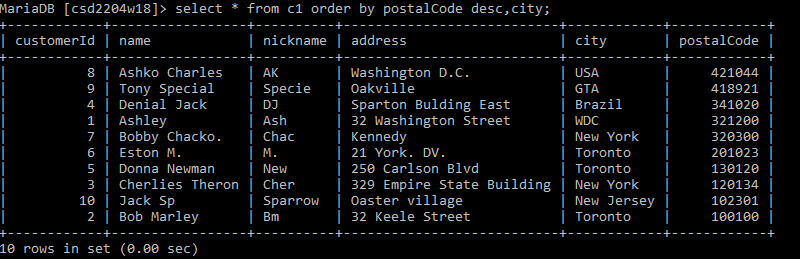 MariaDB [csd2204w18]> select * from c1 order by postalCode desc,city;
+------------+-----------------+----------+---------------------------+------------+------------+
| customerId | name            | nickname | address                   | city       | postalCode |
+------------+-----------------+----------+---------------------------+------------+------------+
|          8 | Ashko Charles   | AK       | Washington D.C.           | USA        |     421044 |
|          9 | Tony Special    | Specie   | Oakville                  | GTA        |     418921 |
|          4 | Denial Jack     | DJ       | Sparton Bulding East      | Brazil     |     341020 |
|          1 | Ashley          | Ash      | 32 Washington Street      | WDC        |     321200 |
|          7 | Bobby Chacko.   | Chac     | Kennedy                   | New York   |     320300 |
|          6 | Eston M.        | M.       | 21 York. DV.              | Toronto    |     201023 |
|          5 | Donna Newman    | New      | 250 Carlson Blvd          | Toronto    |     130120 |
|          3 | Cherlies Theron | Cher     | 329 Empire State Building | New York   |     120134 |
|         10 | Jack Sp         | Sparrow  | Oaster village            | New Jersey |     102301 |
|          2 | Bob Marley      | Bm       | 32 Keele Street           | Toronto    |     100100 |
+------------+-----------------+----------+---------------------------+------------+------------+
10 rows in set (0.00 sec)